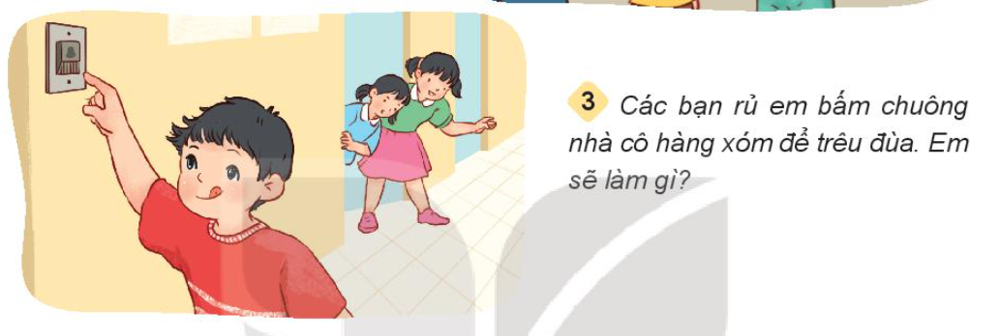 3 Các bạn rủ em bấm chuông
nhà cô hàng xóm để trêu đùa. Em
sẽ làm gì?